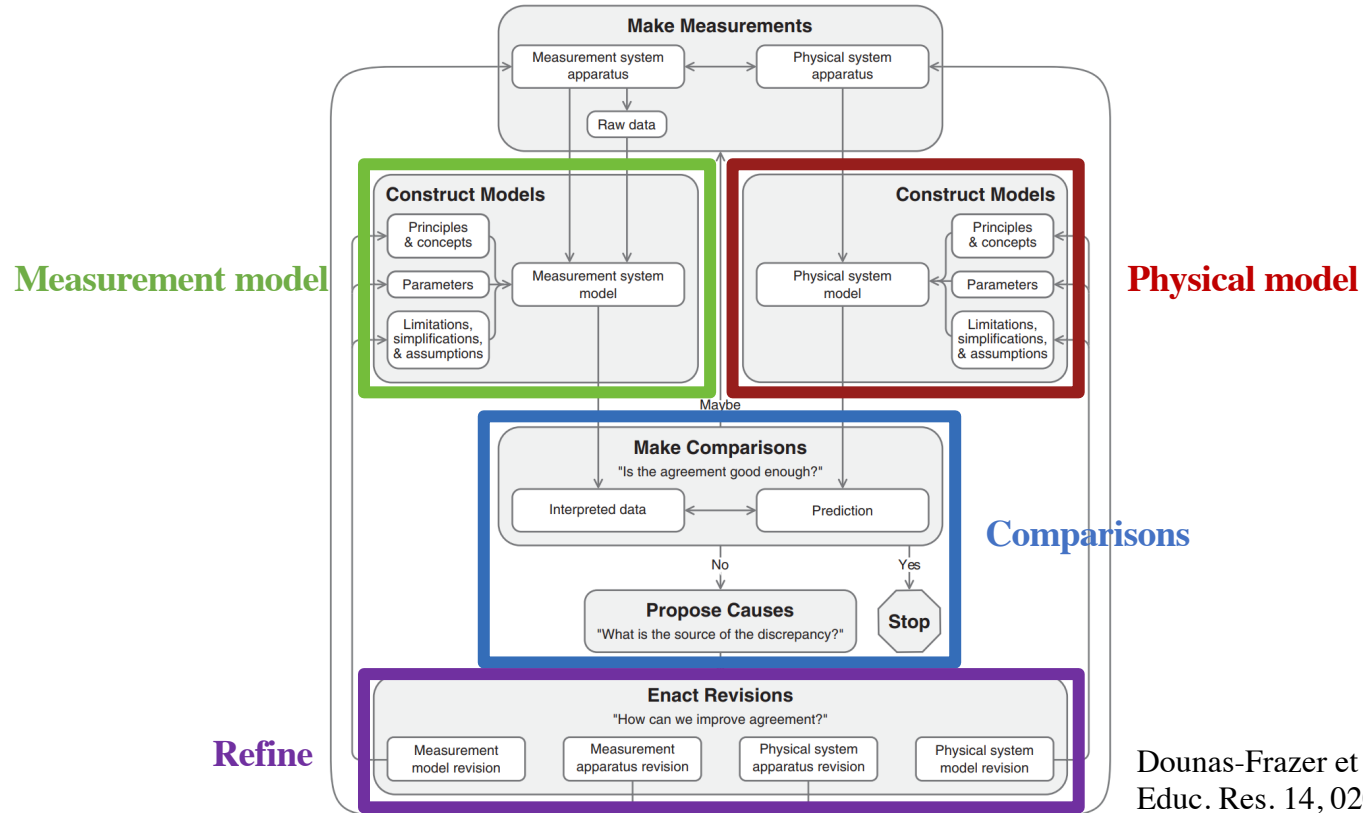 Make Measurements
Measurement system
apparatus
Physical system
apparatus
Raw data
Construct Models
Principles
& concepts
Parameters
Limitations,
simplifications,
& assumptions
Measurement system
model
Measurement model
Construct Models
Physical system
model
Principles
& concepts
Parameters
Limitations,
simplifications,
& assumptions
Physical model
Maybe
Make Comparisons
"Is the agreement good enough?"
Interpreted data
Prediction
Comparisons
No
Yes
Propose Causes
"What is the source of the discrepancy?"
Stop
Enact Revisions
"How can we improve agreement?"
Measurement
model revision
Measurement
apparatus revision
Physical system
apparatus revision
Physical system
model revision
Refine
Dounas-Frazer et
Educ. Res. 14, 02